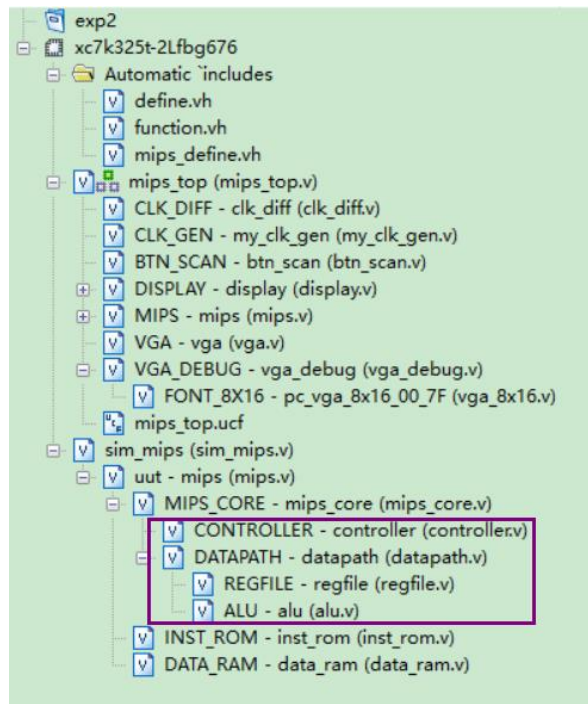 exp2
xc7k325t-2Lfbg676
Automatic `includes
define.vh
function.vh
mips_define.vh
mips_top (mips_top.v)
CLK_DIFF - clk_diff (clk_diff.v)
CLK_GEN - my_clk_gen (my_clk_gen.v)
BTN_SCAN - btn_scan (btn_scan.v)
DISPLAY - display (display.v)
MIPS - mips (mips.v)
VGA - vga (vga.v)
VGA_DEBUG - vga_debug (vga_debug.v)
FONT_8X16 - pc_vga_8x16_00_7F (vga_8x16.v)
mips_top.ucf
sim_mips (sim_mips.v)
uut - mips (mips.v)
MIPS_CORE - mips_core (mips_core.v)
CONTROLLER - controller (controller.v)
DATAPATH - datapath (datapath.v)
REGFILE - regfile (regfile.v)
ALU - alu (alu.v)
INST_ROM - inst_rom (inst_rom.v)
DATA_RAM - data_ram (data_ram.v)